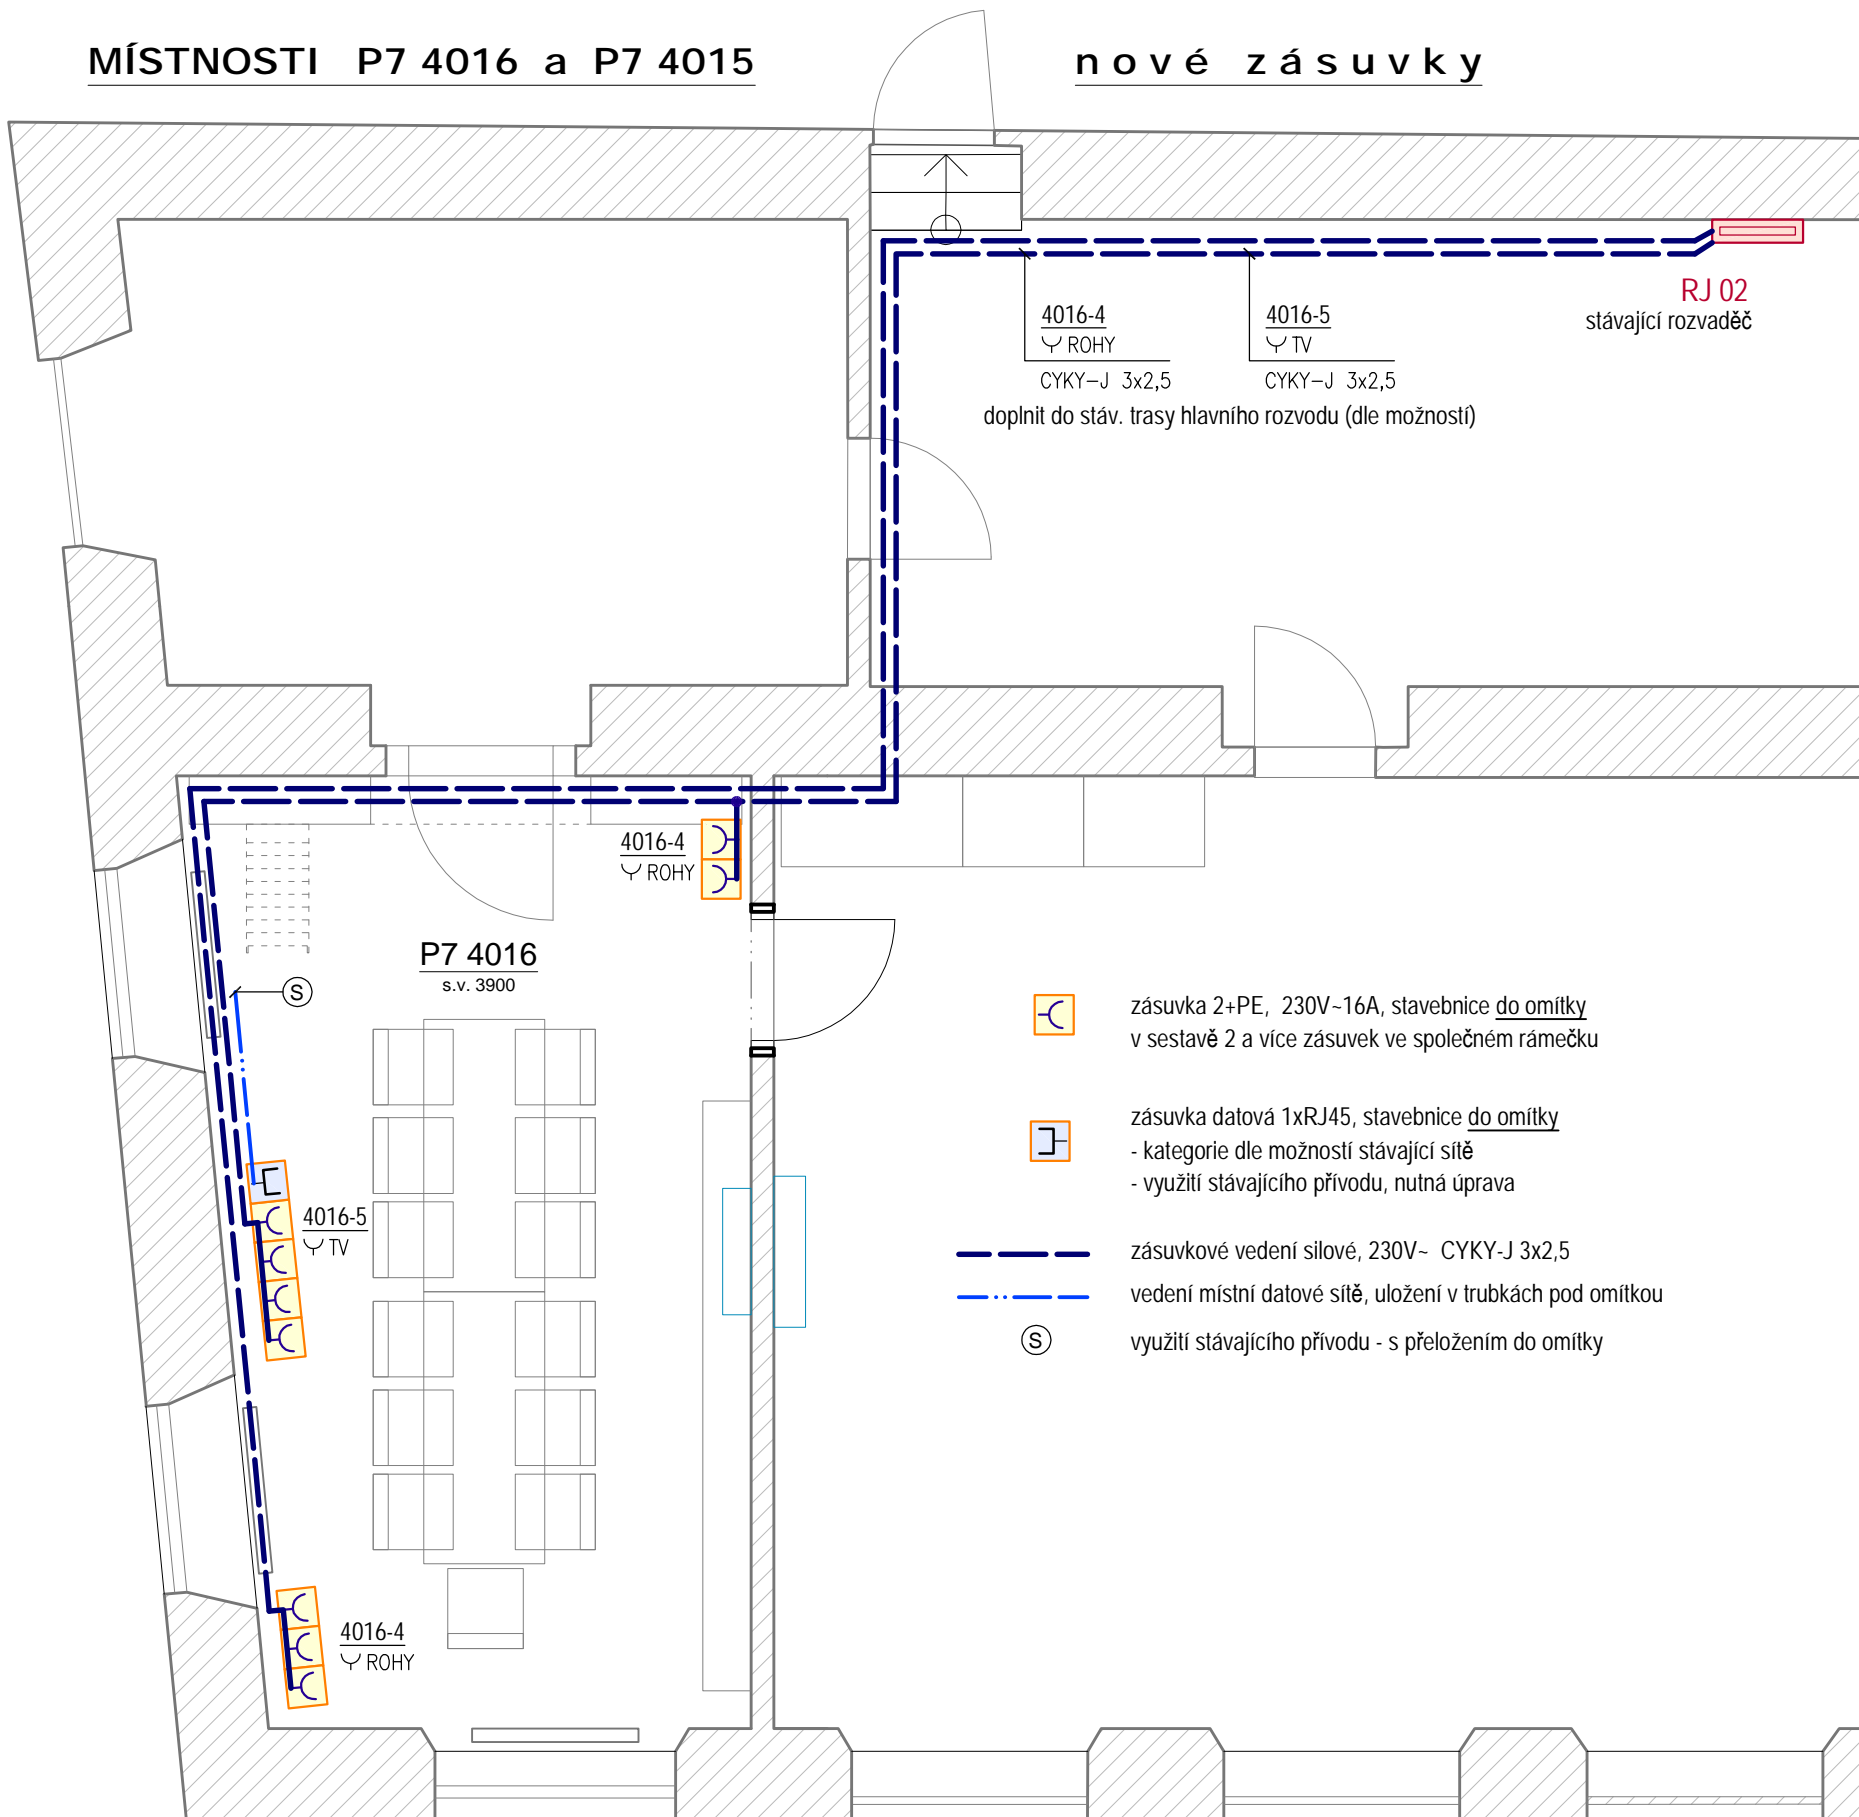 MÍSTNOSTI P7 4016 a P7 4015
nové zásuvky
RJ 02
stávající rozvaděč
4016-4
ROHY
CYKY-J 3x2,5
4016-5
TV
CYKY-J 3x2,5
doplnit do stáv. trasy hlavního rozvodu (dle možností)
4016-4
ROHY
P7 4016
s.v. 3900
S
zásuvka 2+PE, 230V~16A, stavebnice do omítky
v sestavě 2 a více zásuvek ve společném rámečku
zásuvka datová 1xRJ45, stavebnice do omítky
- kategorie dle možností stávající sítě
- využití stávajícího přívodu, nutná úprava
4016-5
TV
zásuvkové vedení silové, 230V~ CYKY-J 3x2,5
vedení místní datové sítě, uložení v trubkách pod omítkou
S
využití stávajícího přívodu - s přeložením do omítky
4016-4
ROHY